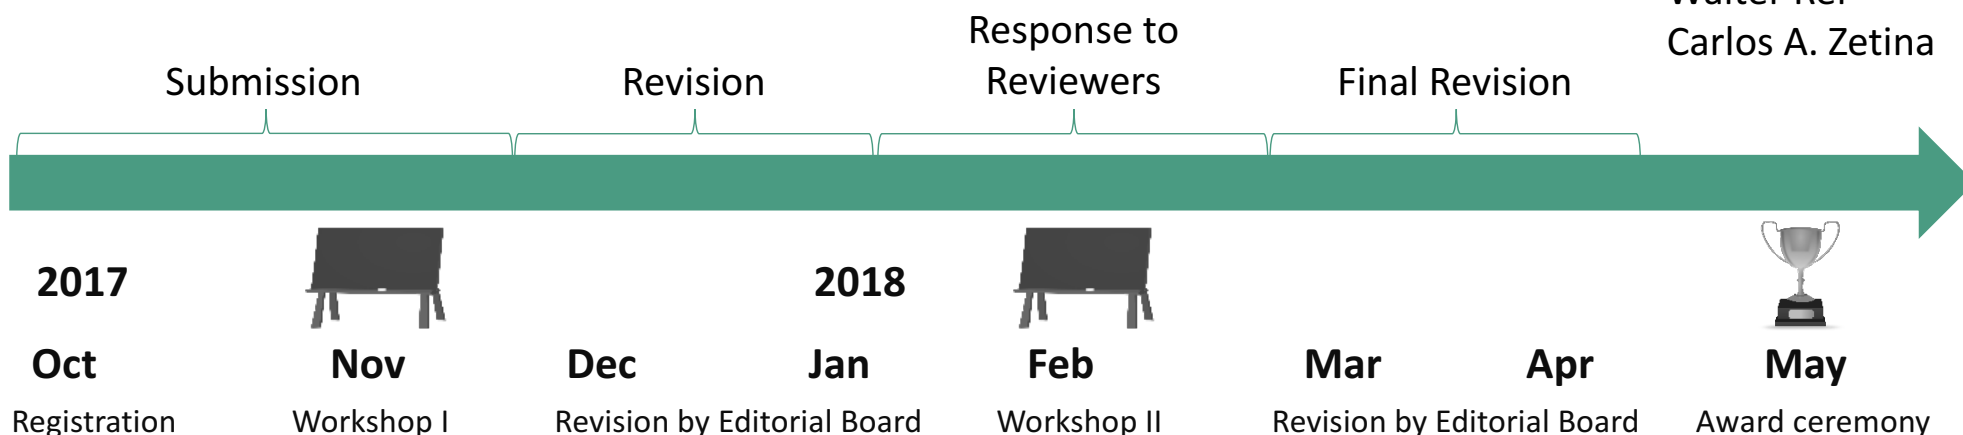 Carlos A. Zetina
Response to
Reviewers
Submission
Revision
Final Revision
2017
2018
Oct
Nov
Dec
Jan
Feb
Mar
Apr
May
Registration
Workshop I
Revision by Editorial Board
Workshop II
Revision by Editorial Board
Award ceremony